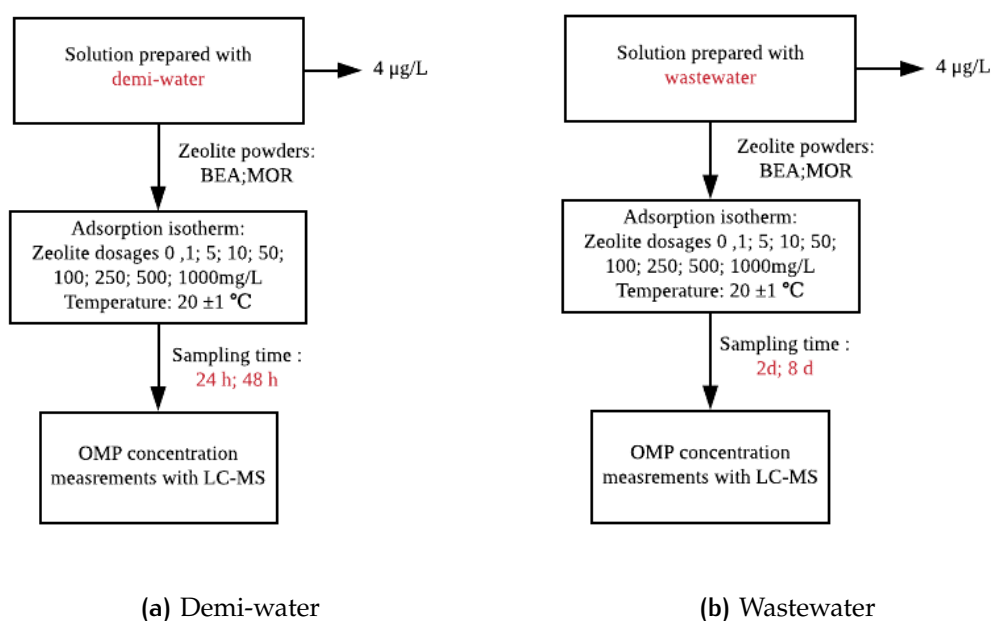 Solution prepared with
demi-water
4 μg/L
Zeolite powders:
BEA;MOR
Adsorption isotherm:
Zeolite dosages 0 ,1; 5; 10; 50;
100; 250; 500; 1000mg/L
Temperature: 20 ±1 ℃
Sampling time :
24 h; 48 h
OMP concentration
measrements with LC-MS
(a) Demi-water
Solution prepared with
wastewater
4 μg/L
Zeolite powders:
BEA;MOR
Adsorption isotherm:
Zeolite dosages 0 ,1; 5; 10; 50;
100; 250; 500; 1000mg/L
Temperature: 20 ±1 ℃
Sampling time :
2d; 8 d
OMP concentration
measrements with LC-MS
(b) Wastewater